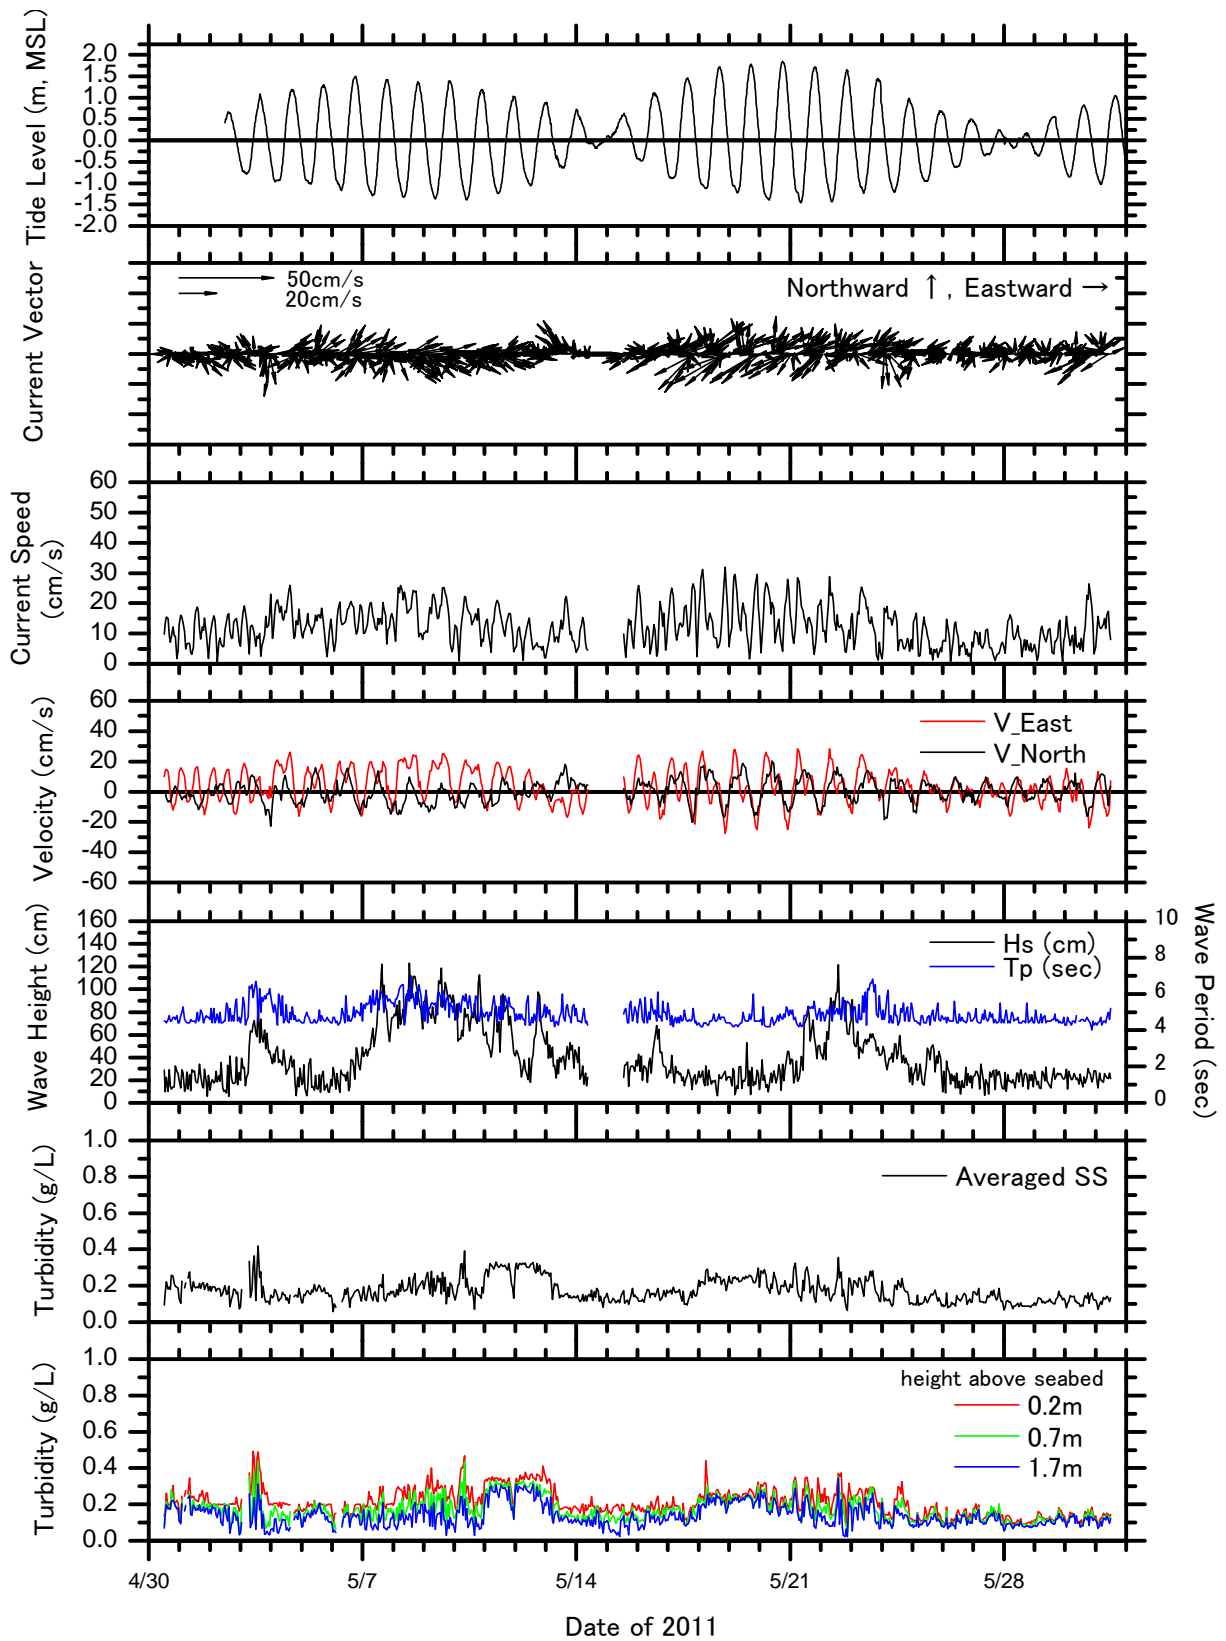 Tide Level (m, MSL)
2.0
1.5
1.0
0.0
-0.5
-1.0
-1.5
-2.0
Current Vector
50cm/s
20cm/s
Northward ↑ , Eastward →
Current Speed
(cm/s)
60
50
40
30
20
10
0
Velocity (cm/s)
60
40
20
0
-20
-40
-60
V_East
V_North
Wave Height (cm)
160
140
120
100
80
60
40
20
0
Hs (cm)
Tp (sec)
10
8
6
4
2
0
Wave Period (sec)
Turbidity (g/L)
1.0
0.8
0.6
0.4
0.2
0.0
Averaged SS
Turbidity (g/L)
1.0
0.8
0.6
0.4
0.2
0.0
height above seabed
0.2m
0.7m
1.7m
4/30 5/7 5/14 5/21 5/28
Date of 2011